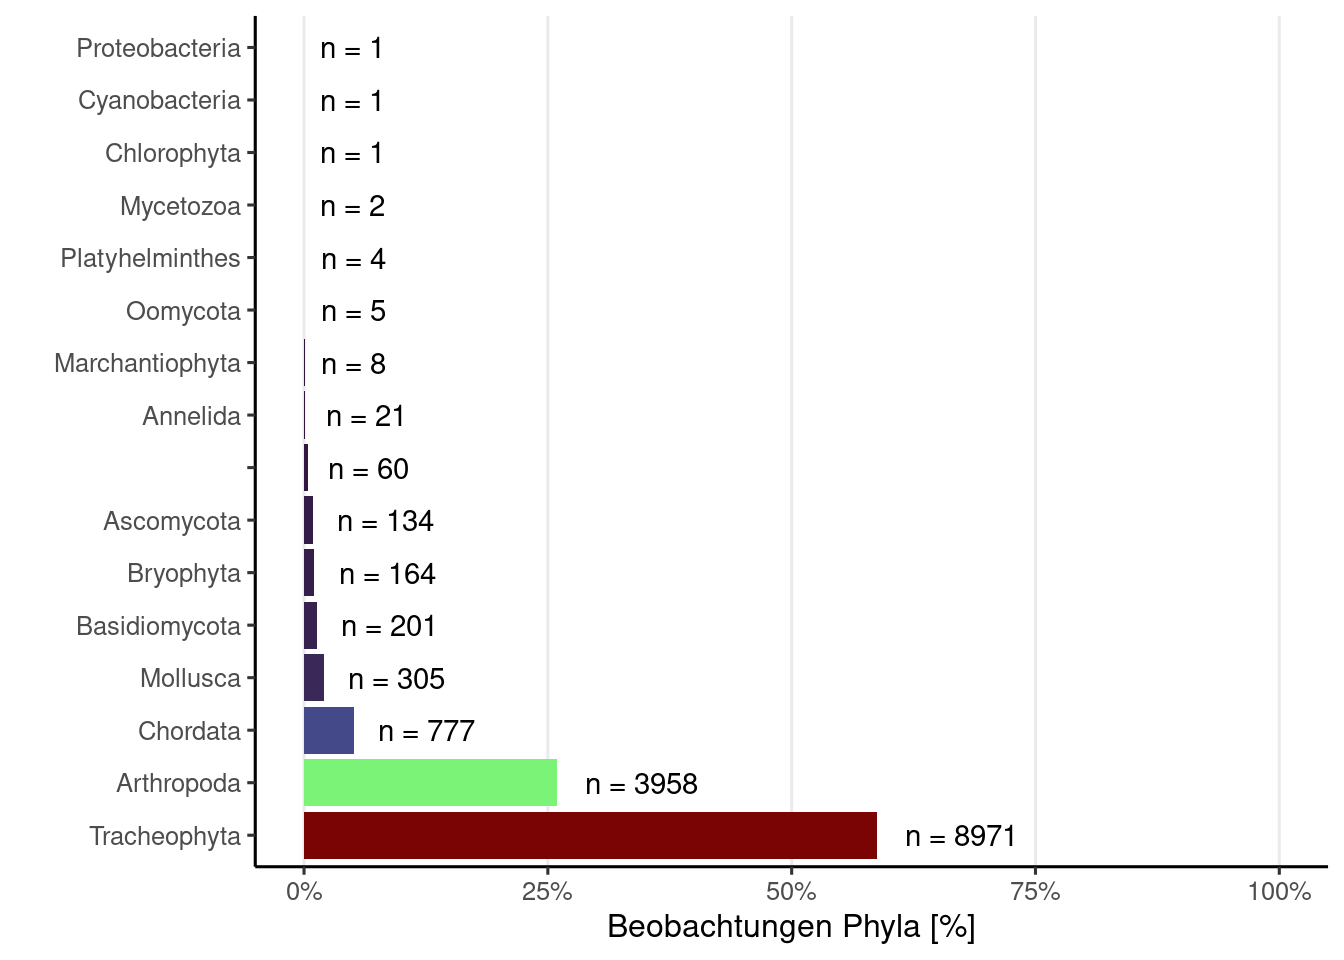 Proteobacteria n = 1
Cyanobacteria n = 1
Chlorophyta n = 1
Mycetozoa n = 2
Platyhelminthes n = 4
Oomycota n = 5
Marchantiophyta n = 8
Annelida n = 21
n = 60
Ascomycota n = 134
Bryophyta n = 164
Basidiomycota n = 201
Mollusca n = 305
Chordata n = 777
Arthropoda n = 3958
Tracheophyta n = 8971
0% 25% 50% 75% 100%
Beobachtungen Phyla [%]